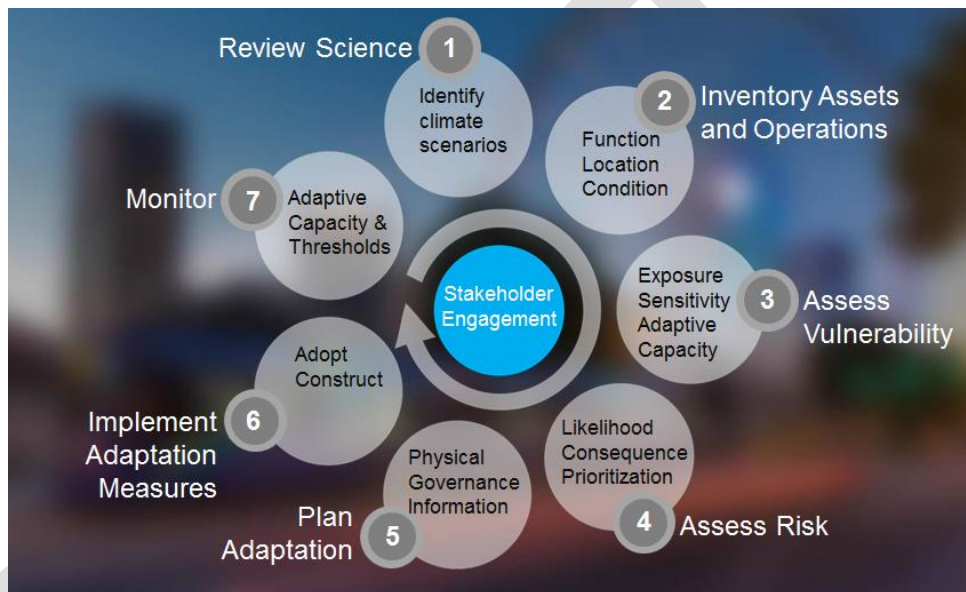 Review Science
1
Identify
climate
scenarios
2
Inventory Assets
and Operations
Function
Location
Condition
3
Assess
Vulnerability
Exposure
Sensitivity
Adaptive
Capacity
4
Assess Risk
Likelihood
Consequence
Prioritization
5
Plan
Adaptation
Physical
Governance
Information
6
Implement
Adaptation
Measures
Adopt
Construct
7
Monitor
Adaptive
Capacity &
Thresholds
Stakeholder
Engagement